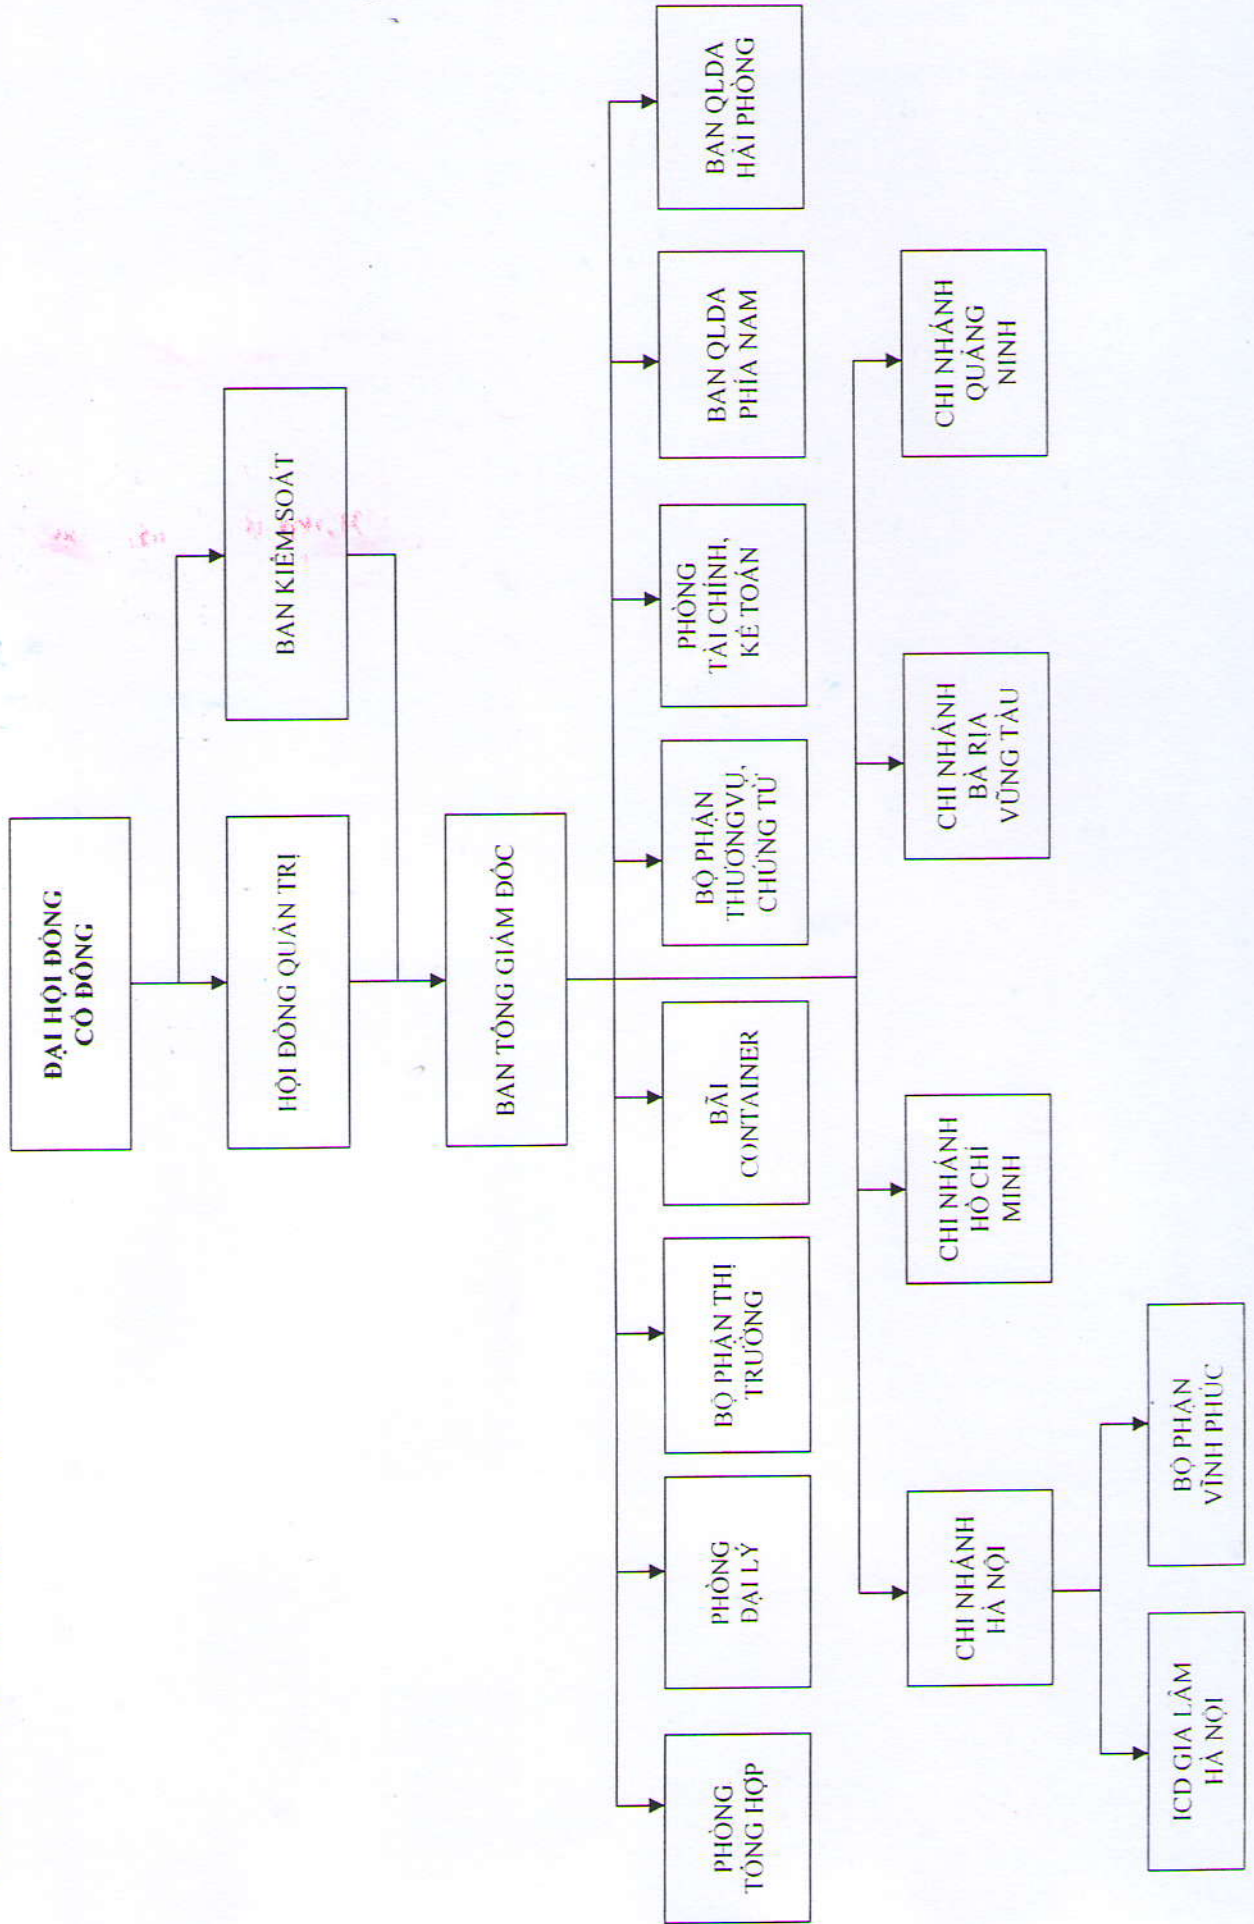 ĐẠI HỘI ĐỒNG
CỔ ĐÔNG
HỘI ĐỒNG QUẢN TRỊ
BAN KIỂM SOÁT
BAN TỔNG GIÁM ĐỐC
PHÒNG
TỔNG HỢP
PHÒNG
ĐẠI LÝ
BỘ PHẬN THỊ
TRƯỜNG
BÃI
CONTAINER
BỘ PHẬN
THƯƠNGVỤ,
CHỨNG TỪ
PHÒNG
TÀI CHÍNH,
KẾ TOÁN
BAN QLDA
PHÍA NAM
BAN QLDA
HẢI PHÒNG
CHI NHÁNH
HÀ NỘI
CHI NHÁNH
HỒ CHÍ
MINH
CHI NHÁNH
BÀ RỊA
VŨNG TÀU
CHI NHÁNH
QUẢNG
NINH
ICD GIA LÂM
HÀ NỘI
BỘ PHẬN
VĨNH PHÚC